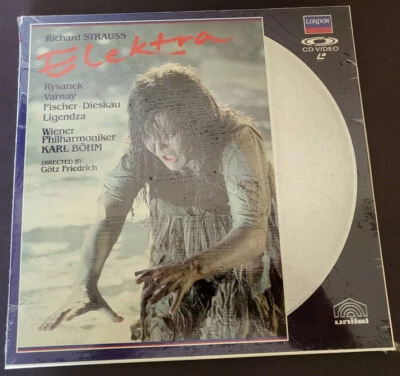 Richard STRAUSS
Elektra
Rysanek
Varnay
Fischer-Dieskau
Ligendza
Wiener
Philharmoniker
KARL BÖHM
DIRECTED BY
Götz Friedrich
LONDON
CD VIDEO
unitel